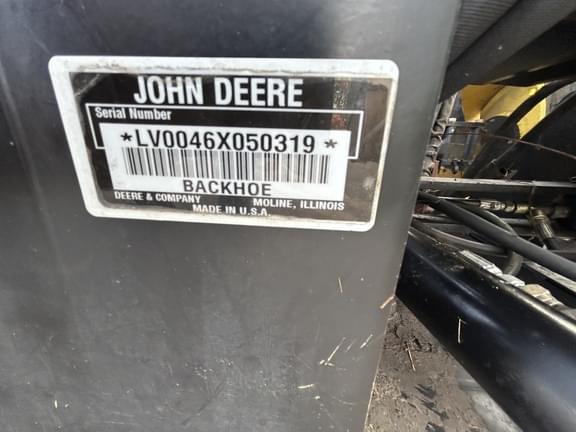 JOHN DEERE
Serial Number
*LV0046X050319*
BACKHOE
DEERE & COMPANY MOLINE, ILLINOIS
MADE IN U.S.A.